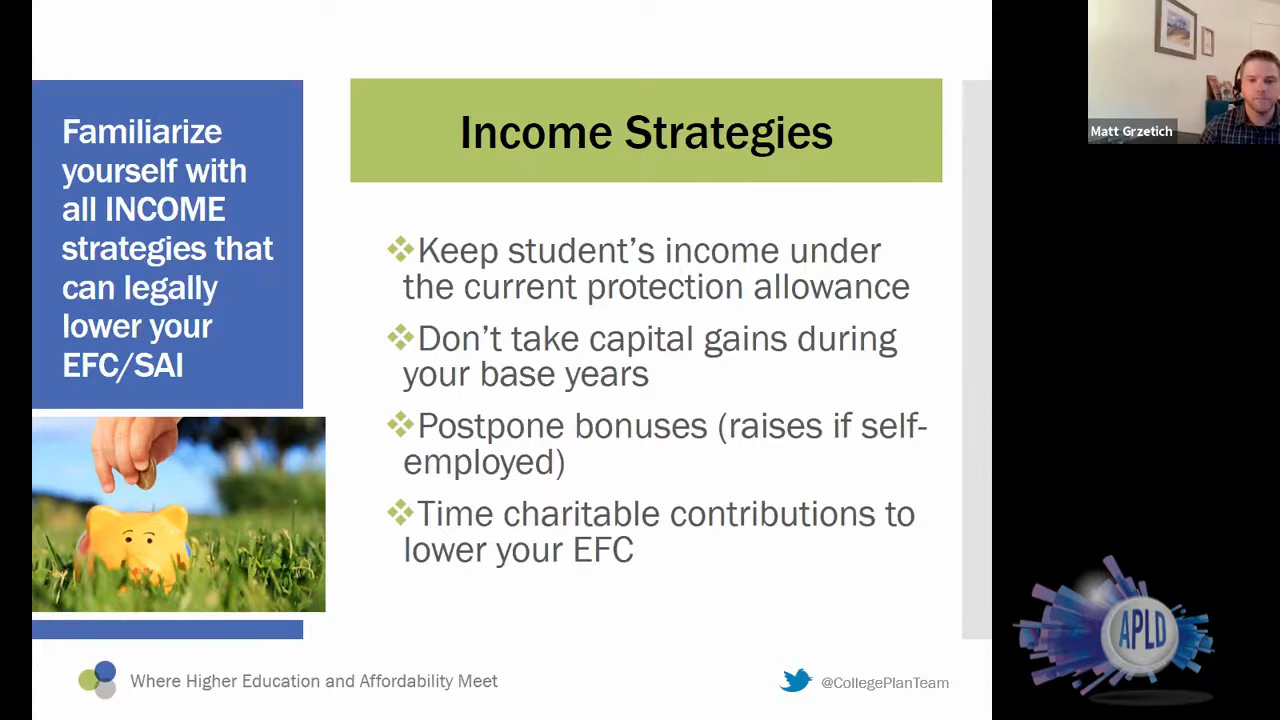 Familiarize
yourself with
all INCOME
strategies that
can legally
lower your
EFC/SAI
Income Strategies
Keep student's income under
the current protection allowance
Don't take capital gains during
your base years
Postpone bonuses (raises if self-
employed)
Time charitable contributions to
lower your EFC
Where Higher Education and Affordability Meet
@CollegePlanTeam
Matt Grzetich
APLD